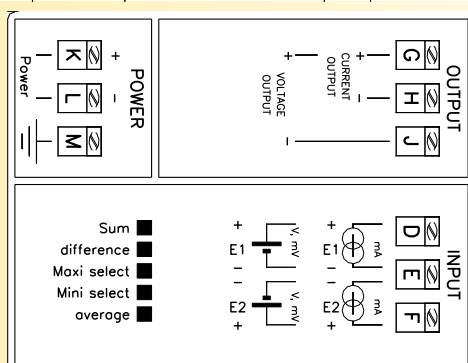 POWER
+
-
K
L
M
Power
OUTPUT
G
H
J
+
-
CURRENT
OUTPUT
+
-
VOLTAGE
OUTPUT
INPUT
D
E
F
mA
+
E1
-
-
E2
+
mA
V, mV
+
E1
-
-
E2
+
V, mV
Sum
difference
Maxi select
Mini select
average